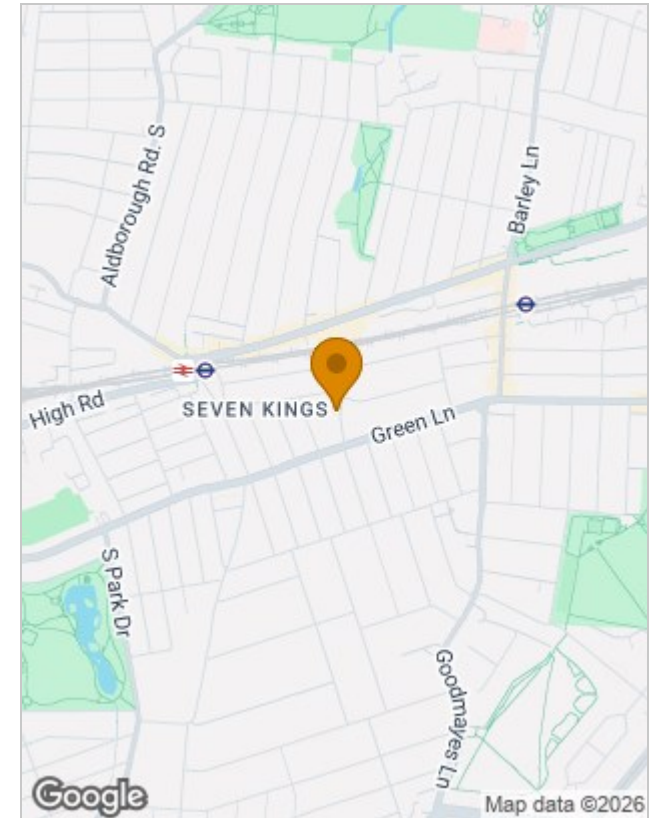 Aldborough Rd. S
Barley Ln
High Rd
SEVEN KINGS
Green Ln
S Park Dr
Goodmayes Ln
Google
Map data ©2026